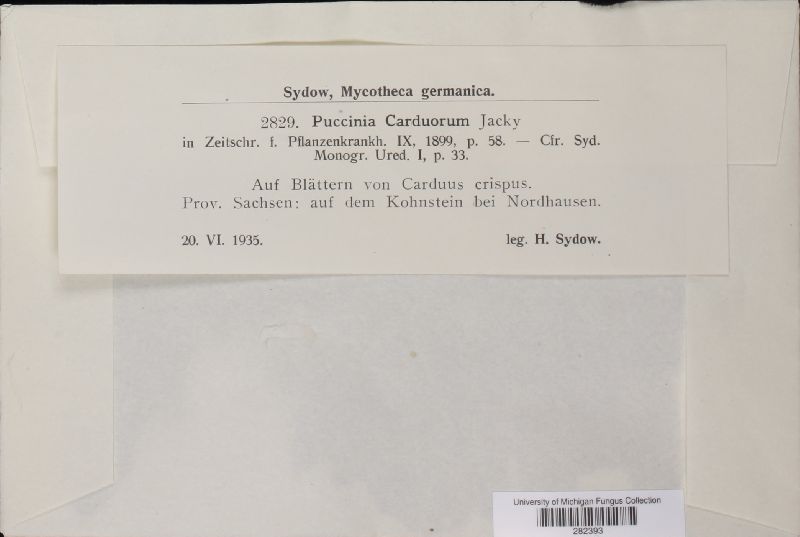 Sydow, Mycotheca germanica.
2829. Puccinia Carduorum Jacky
in Zeitschr. f. Pflanzenkrankh. IX, 1899, p. 58. — Cfr. Syd.
Monogr. Ured. I, p. 33.
Auf Blättern von Carduus crispus.
Prov. Sachsen: auf dem Kohnstein bei Nordhausen.
20. VI. 1935. leg. H. Sydow.
University of Michigan Fungus Collection
282393